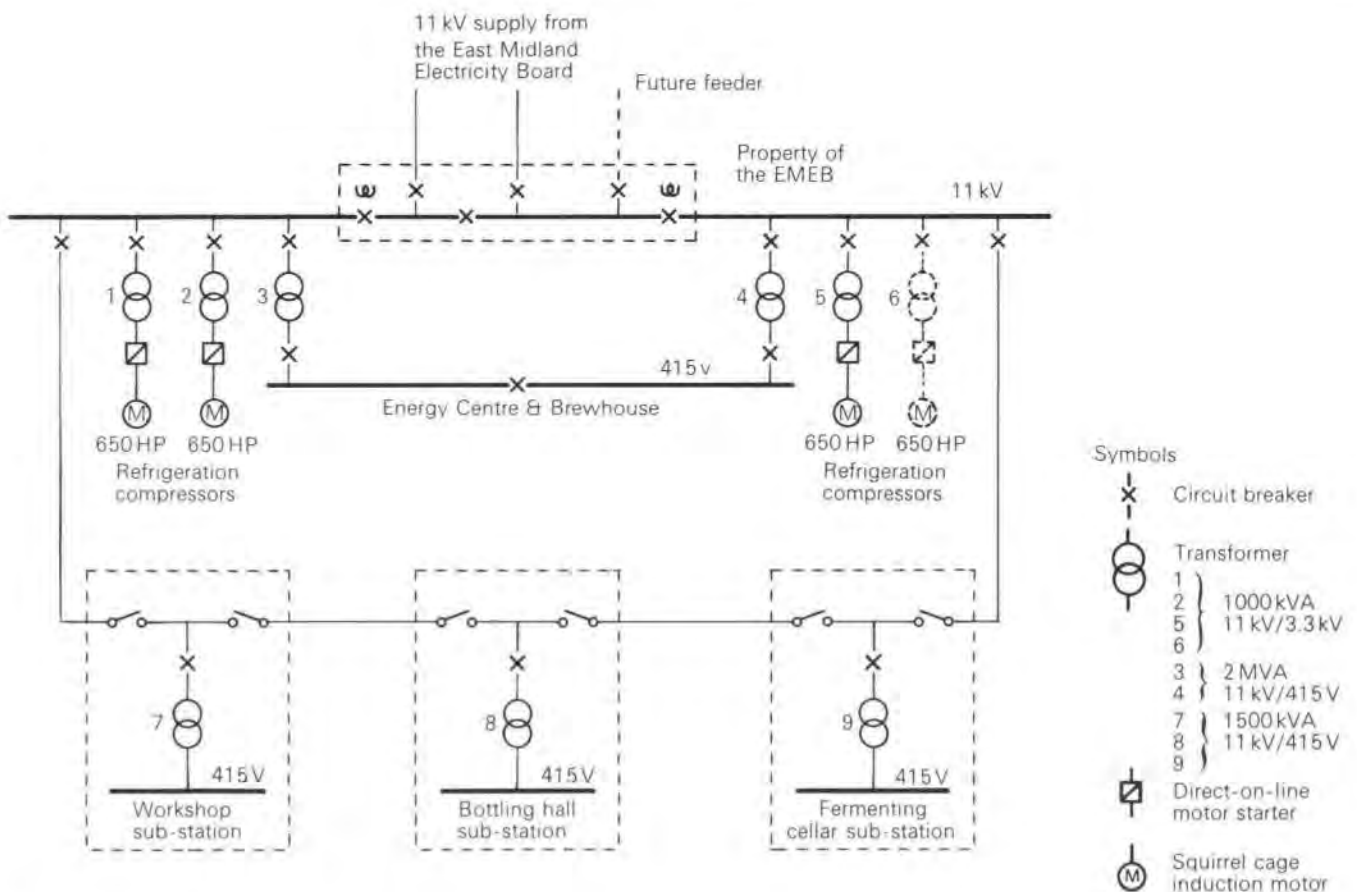 11 kV supply from
the East Midland
Electricity Board
Future feeder
Property of
the EMEB
11 kV
1
2
3
4
5
6
415 v
Energy Centre & Brewhouse
650 HP
650 HP
Refrigeration
compressors
650 HP
650 HP
Refrigeration
compressors
7
415 V
Workshop
sub-station
8
415 V
Bottling hall
sub-station
9
415 V
Fermenting
cellar sub-station
M
M
M
M
Symbols
Circuit breaker
Transformer
1
2
5
6
1000 kVA
11 kV/3.3 kV
3
4
2 MVA
11 kV/415 V
7
8
9
1500 kVA
11 kV/415 V
Direct-on-line
motor starter
M
Squirrel cage
induction motor